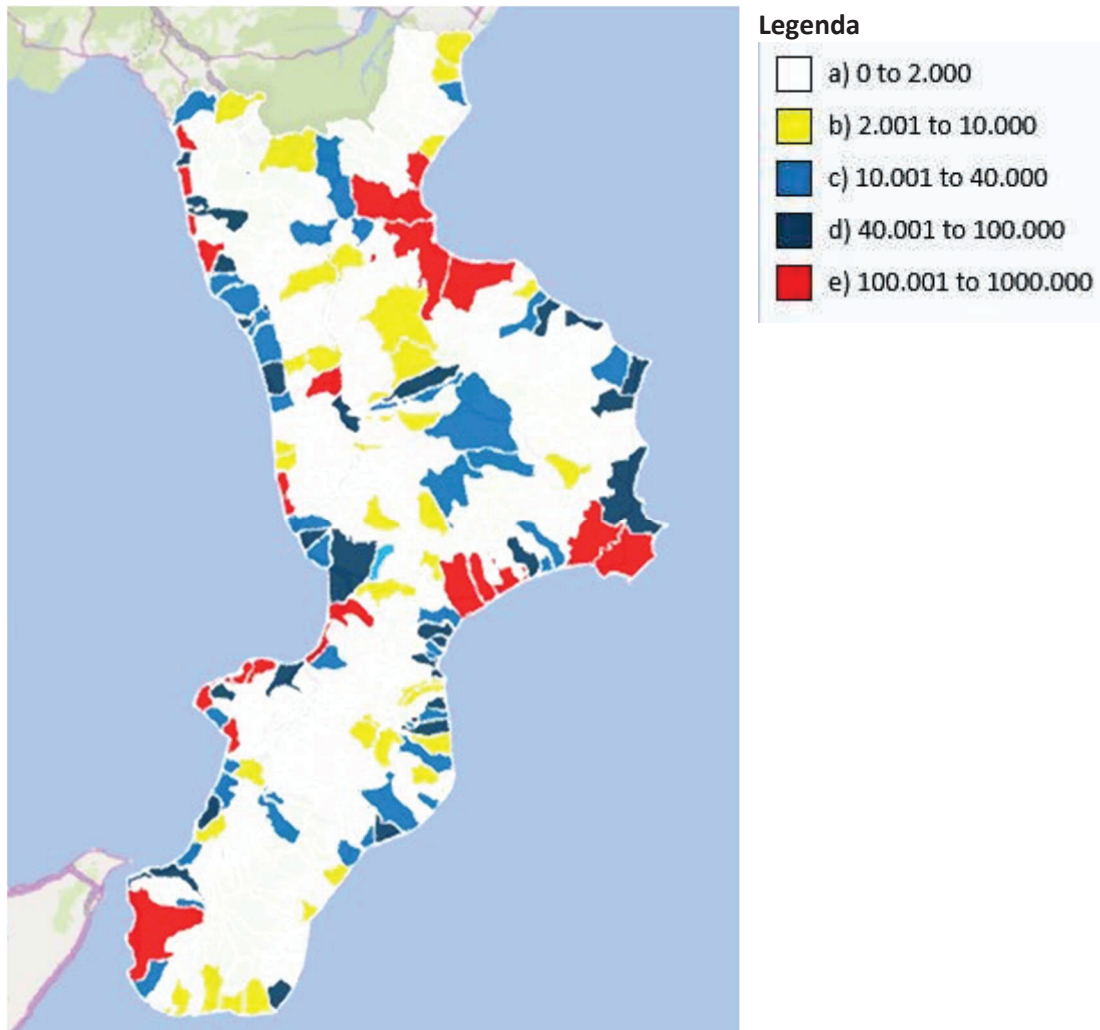 Legenda
a) 0 to 2.000
b) 2.001 to 10.000
c) 10.001 to 40.000
d) 40.001 to 100.000
e) 100.001 to 1000.000